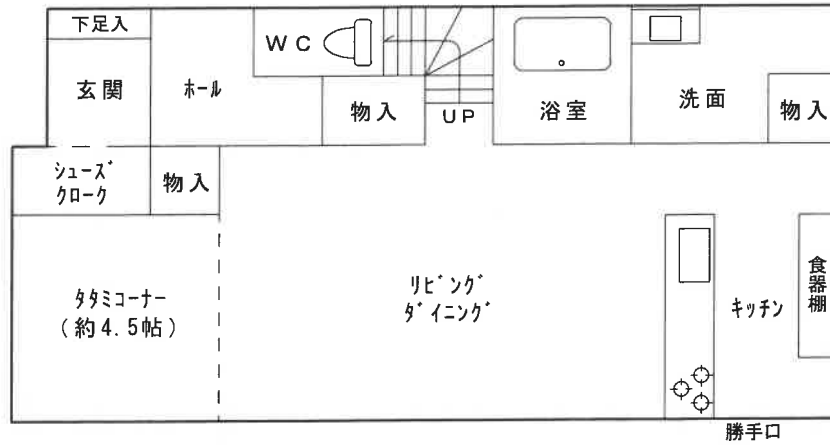 下足入
WC
玄関
ホール
物入
UP
浴室
洗面
物入
シューズ
クローク
物入
タタミコーナー
(約4.5帖)
リビング
ダイニング
キッチン
食器棚
勝手口